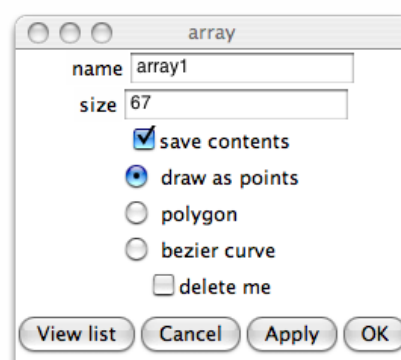 array
name array1
size 67
save contents
draw as points
polygon
bezier curve
delete me
View list Cancel Apply OK